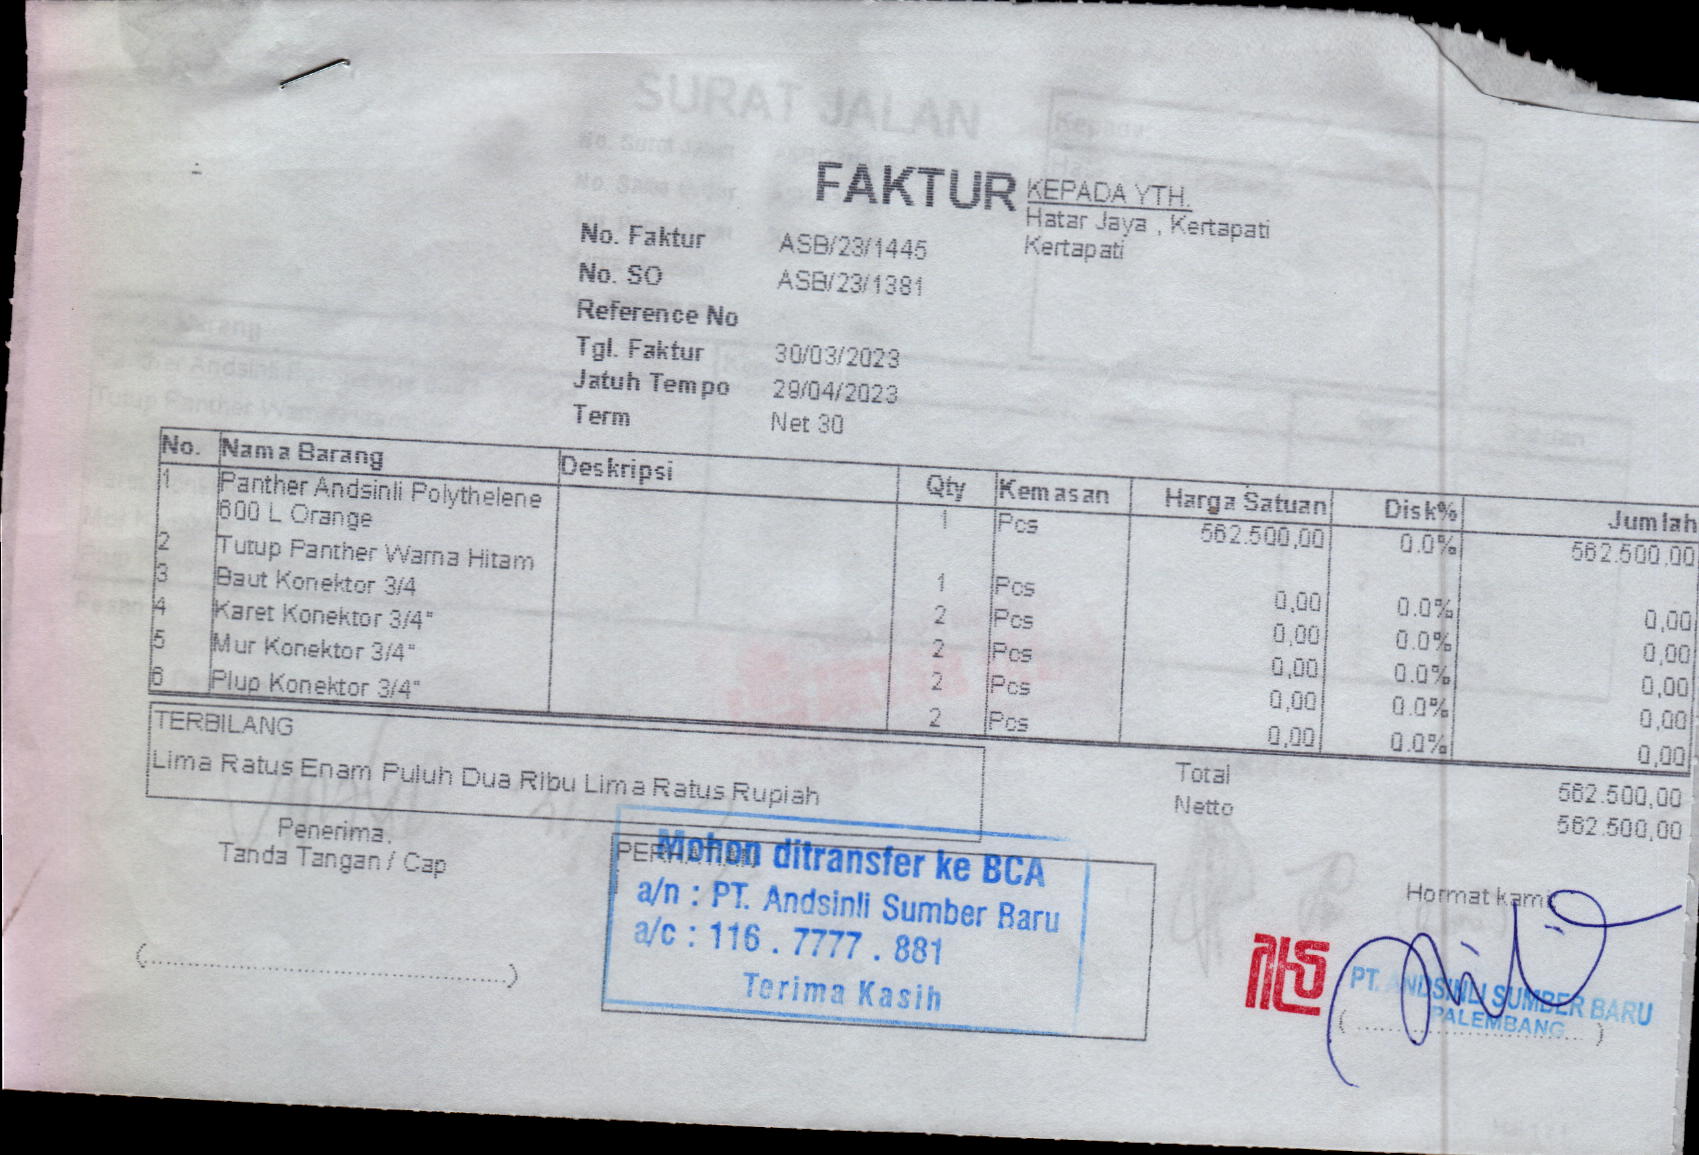 SURAT JALAN
FAKTUR
KEPADA YTH.
Hatar Jaya , Kertapati
Kertapati
No. Faktur ASB/23/1445
No. SO ASB/23/1381
Reference No
Tgl. Faktur 30/03/2023
Jatuh Tempo 29/04/2023
Term Net 30
No. Nama Barang Deskripsi Qty Kemasan Harga Satuan Disk% Jumlah
1 Panther Andsinli Polythelene 600 L Orange 1 Pcs 562.500,00 0.0% 562.500,00
2 Tutup Panther Warna Hitam 1 Pcs 0,00 0.0% 0,00
3 Baut Konektor 3/4 2 Pcs 0,00 0.0% 0,00
4 Karet Konektor 3/4" 2 Pcs 0,00 0.0% 0,00
5 Mur Konektor 3/4" 2 Pcs 0,00 0.0% 0,00
6 Plup Konektor 3/4" 2 Pcs 0,00 0.0% 0,00
TERBILANG
Lima Ratus Enam Puluh Dua Ribu Lima Ratus Rupiah
Total 562.500,00
Netto 562.500,00
Penerima,
Tanda Tangan / Cap
Mohon ditransfer ke BCA
a/n : PT. Andsinli Sumber Baru
a/c : 116 . 7777 . 881
Terima Kasih
Hormat kami
PT. ANDSINLI SUMBER BARU
PALEMBANG